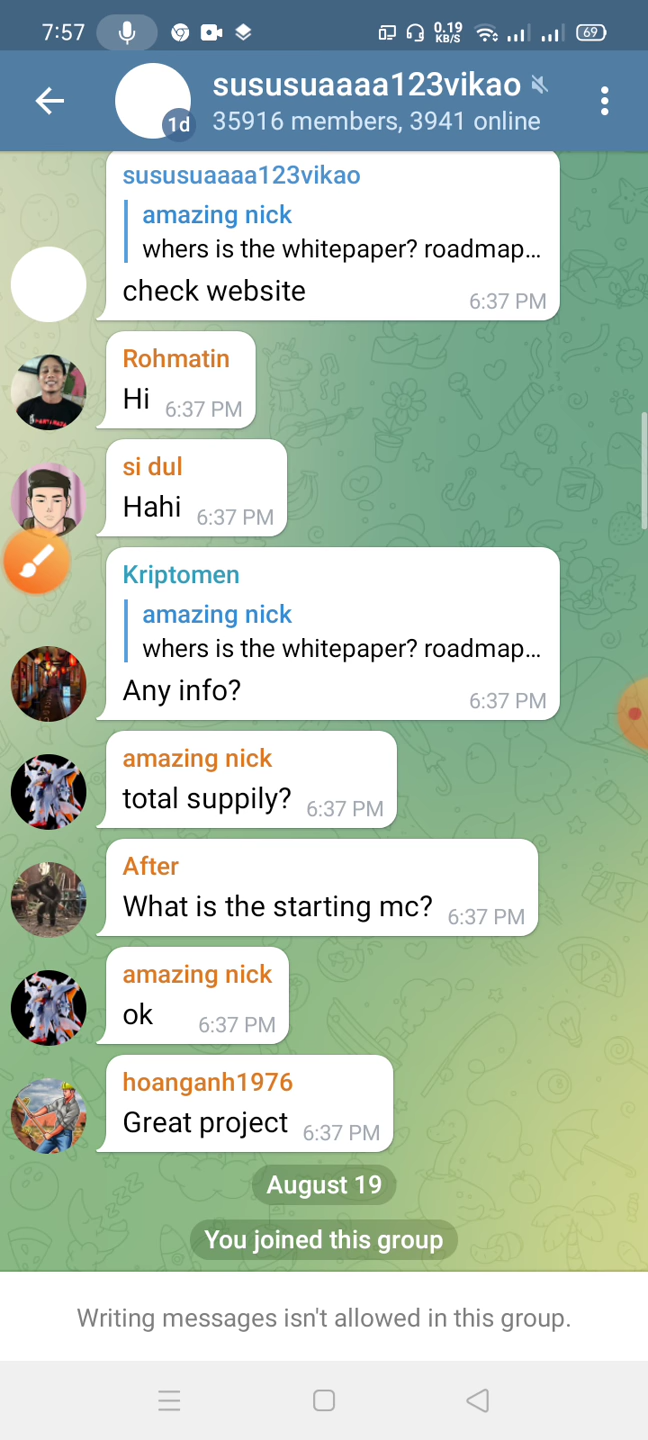 7:57
0.19
KB/S
69
sususuaaaa123vikao
1d
35916 members, 3941 online
sususuaaaa123vikao
amazing nick
whers is the whitepaper? roadmap...
check website
6:37 PM
Rohmatin
Hi 6:37 PM
si dul
Hahi 6:37 PM
Kriptomen
amazing nick
whers is the whitepaper? roadmap...
Any info?
6:37 PM
amazing nick
total suppily? 6:37 PM
After
What is the starting mc? 6:37 PM
amazing nick
ok 6:37 PM
hoanganh1976
Great project 6:37 PM
August 19
You joined this group
Writing messages isn't allowed in this group.